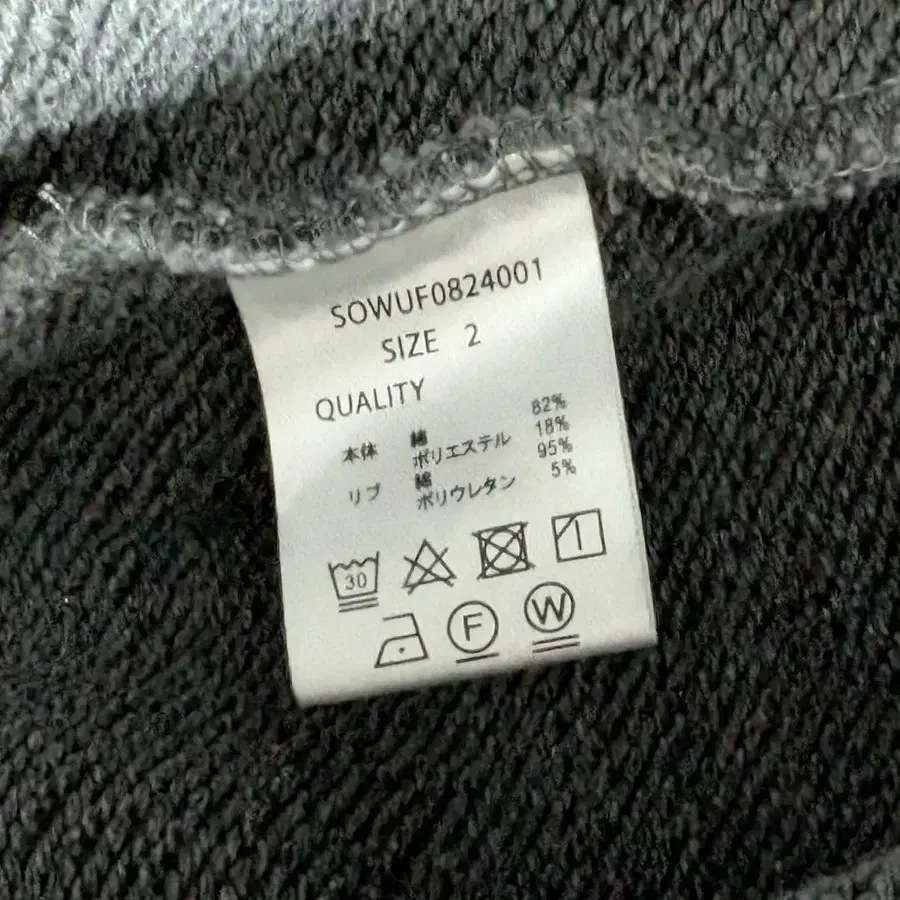 SOWUF0824001
SIZE 2
QUALITY
本体 綿 82%
ポリエステル 18%
リブ 綿 95%
ポリウレタン 5%
30
F W